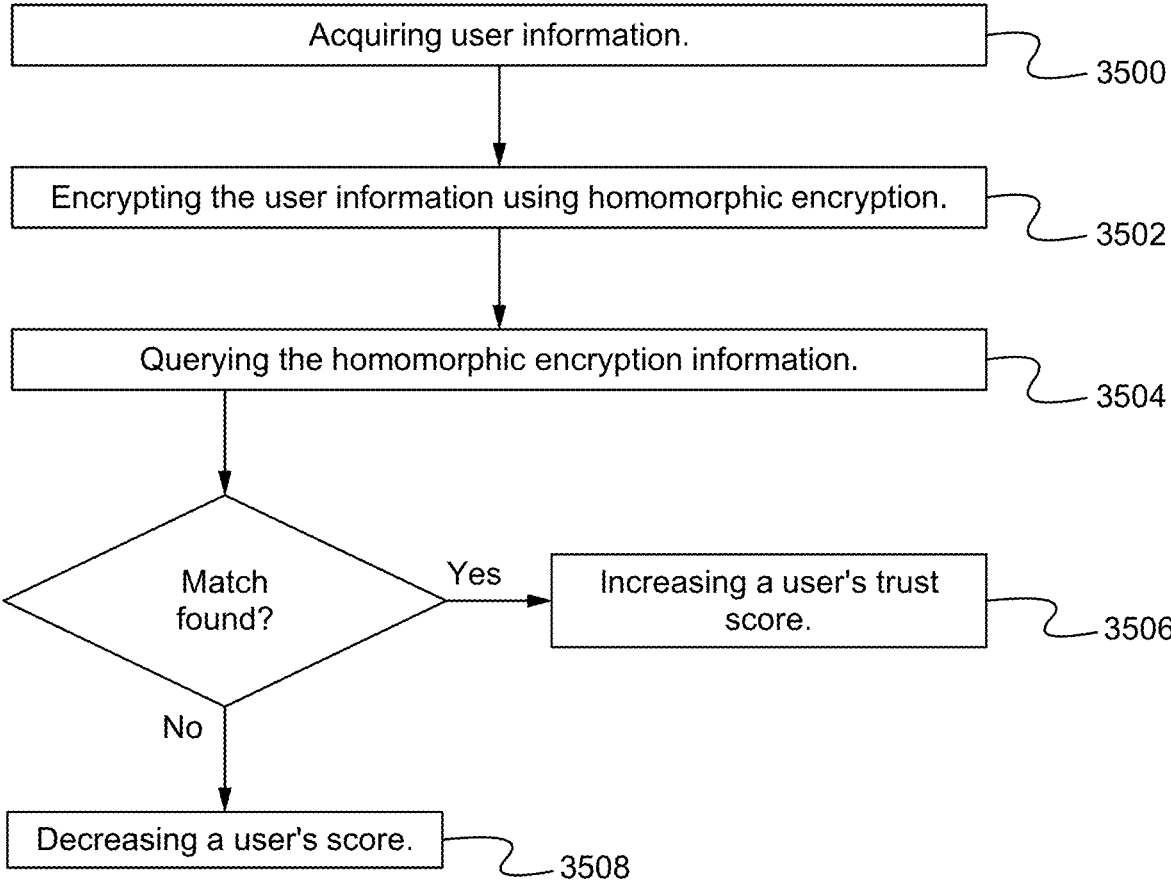 Acquiring user information.
3500
Encrypting the user information using homomorphic encryption.
3502
Querying the homomorphic encryption information.
3504
Match
found?
Yes
Increasing a user's trust
score.
3506
No
Decreasing a user's score.
3508